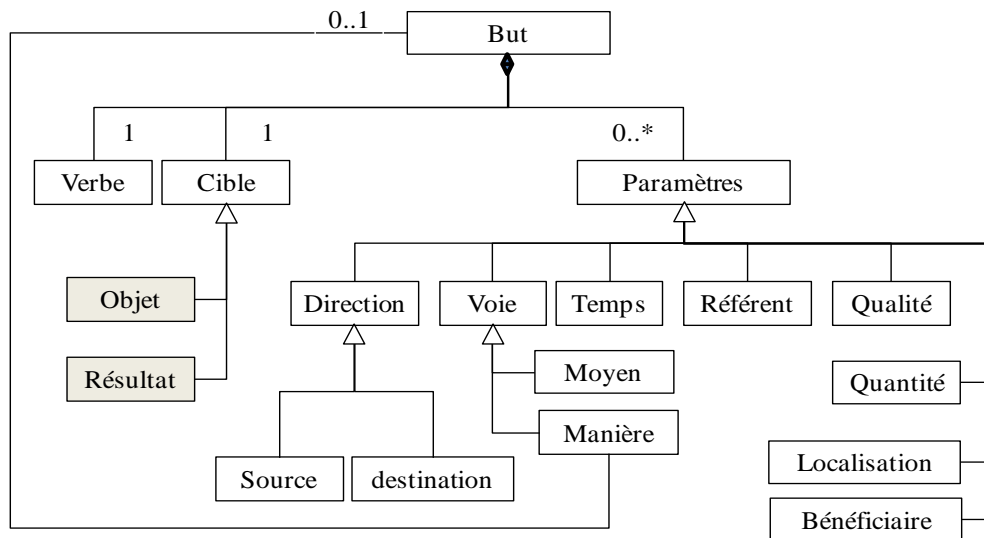 0..1
But
1
1
0..*
Verbe
Cible
Paramètres
Objet
Direction
Voie
Temps
Référent
Qualité
Résultat
Moyen
Quantité
Manière
Source
destination
Localisation
Bénéficiaire